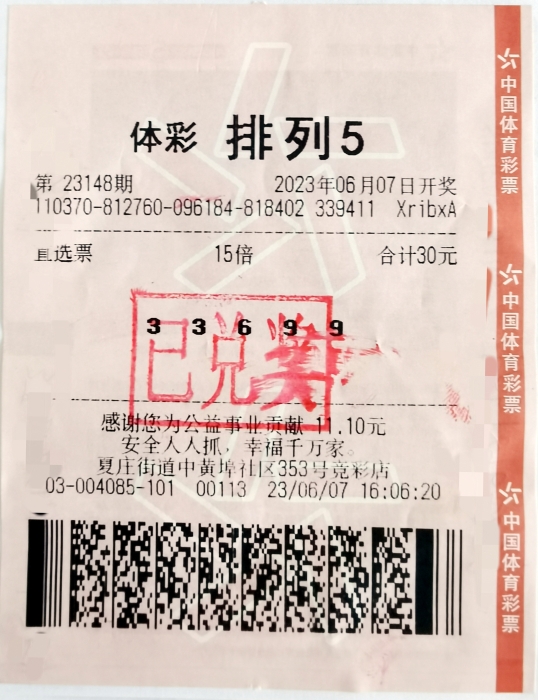 体彩 排列5
第 23148期 2023年06月07日开奖
110370-812760-096184-818402 339411 XribxA
直选票 15倍 合计30元
3 3 6 9 9
已兑奖
感谢您为公益事业贡献 11.10元
安全人人抓，幸福千万家。
夏庄街道中黄埠社区353号竞彩店
03-004085-101 00113 23/06/07 16:06:20
中国体育彩票
中国体育彩票
中国体育彩票